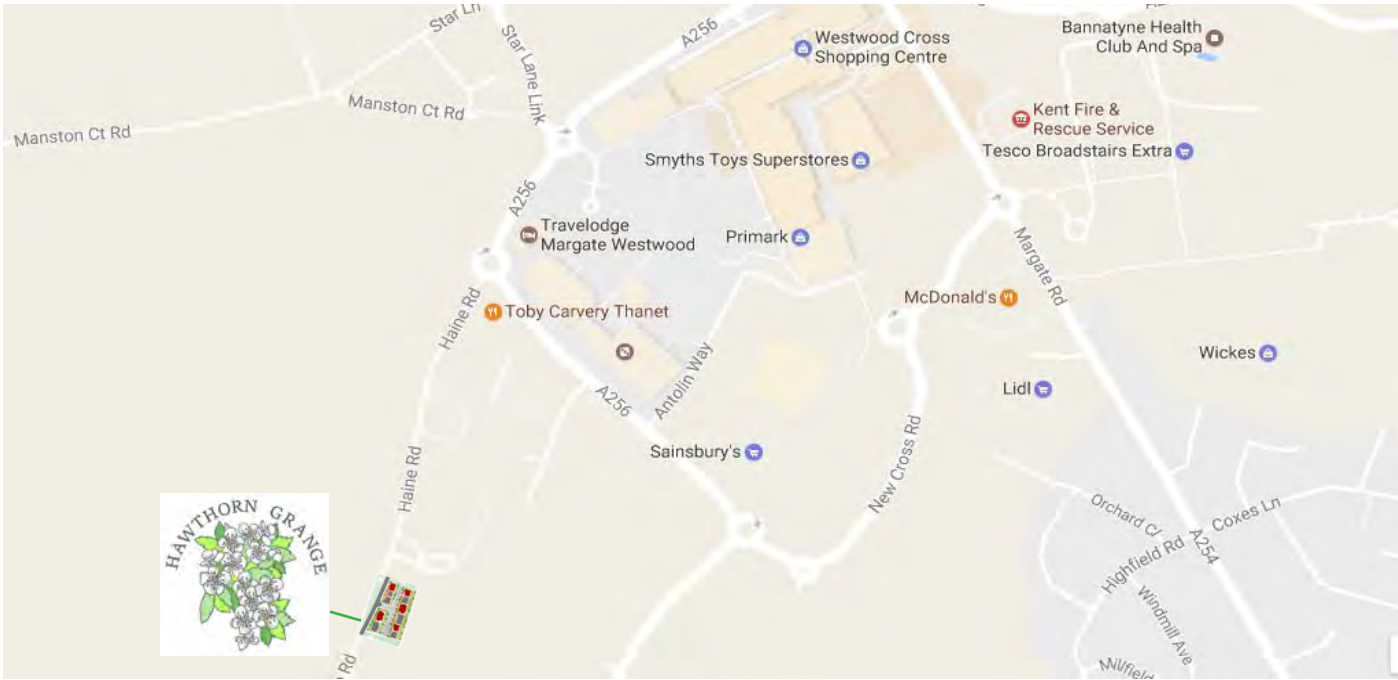 Star Ln
Star Lane Link
A256
Westwood Cross
Shopping Centre
Bannatyne Health
Club And Spa
Manston Ct Rd
Manston Ct Rd
Kent Fire &
Rescue Service
Tesco Broadstairs Extra
Smyths Toys Superstores
A256
Travelodge
Margate Westwood
Primark
Margate Rd
McDonald's
Haine Rd
Toby Carvery Thanet
Wickes
Antolin Way
A256
Lidl
Sainsbury's
New Cross Rd
Haine Rd
HAWTHORN GRANGE
Orchard Cl
Coxes Ln
Highfield Rd
A254
Windmill Ave
Rd